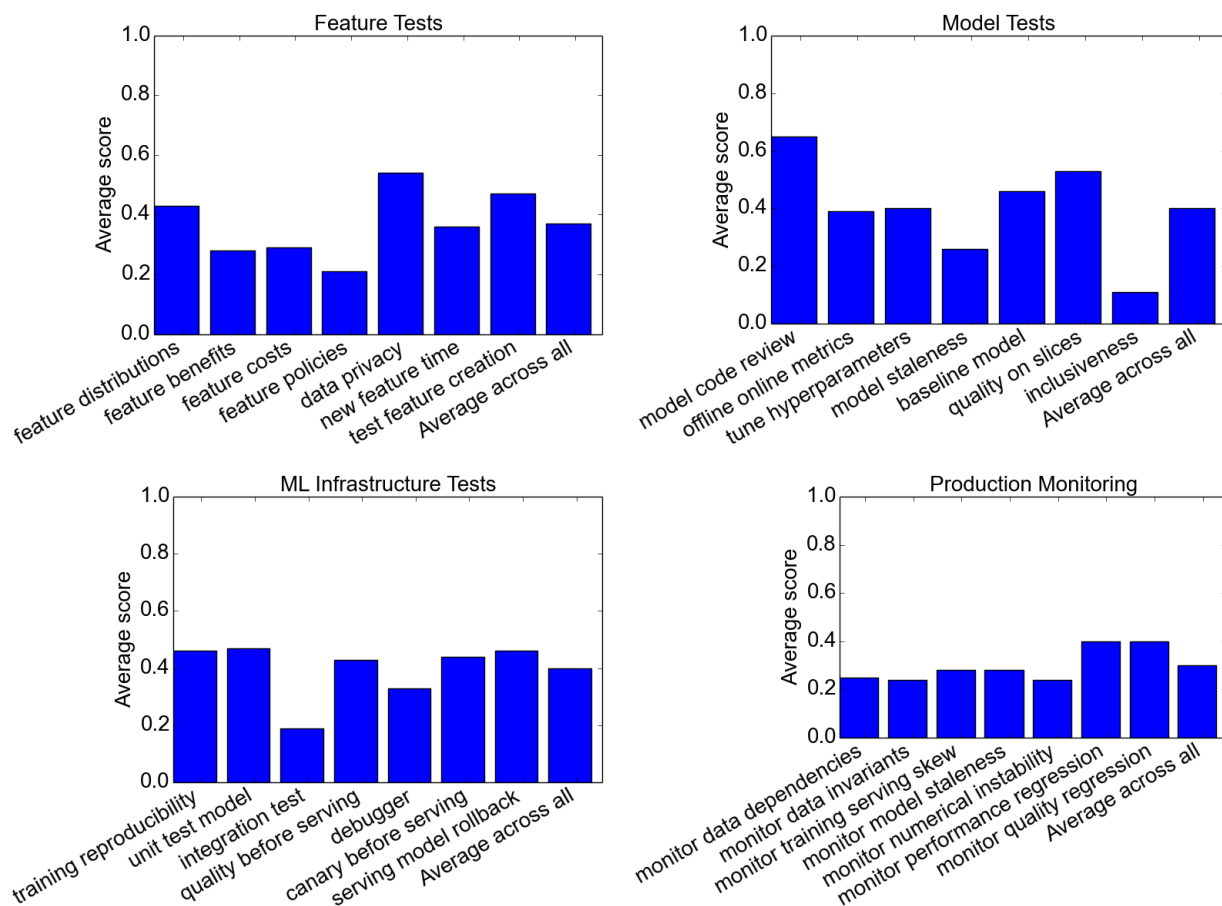 Feature Tests
Average score
1.0
0.8
0.6
0.4
0.2
0.0
feature distributions
feature benefits
feature costs
feature policies
data privacy
new feature time
test feature creation
Average across all
Model Tests
Average score
1.0
0.8
0.6
0.4
0.2
0.0
model code review
offline online metrics
tune hyperparameters
model staleness
baseline model
quality on slices
inclusiveness
Average across all
ML Infrastructure Tests
Average score
1.0
0.8
0.6
0.4
0.2
0.0
training reproducibility
unit test model
integration test
quality before serving
debugger
canary before serving
serving model rollback
Average across all
Production Monitoring
Average score
1.0
0.8
0.6
0.4
0.2
0.0
monitor data dependencies
monitor data invariants
monitor training serving skew
monitor model staleness
monitor numerical instability
monitor performance regression
monitor quality regression
Average across all